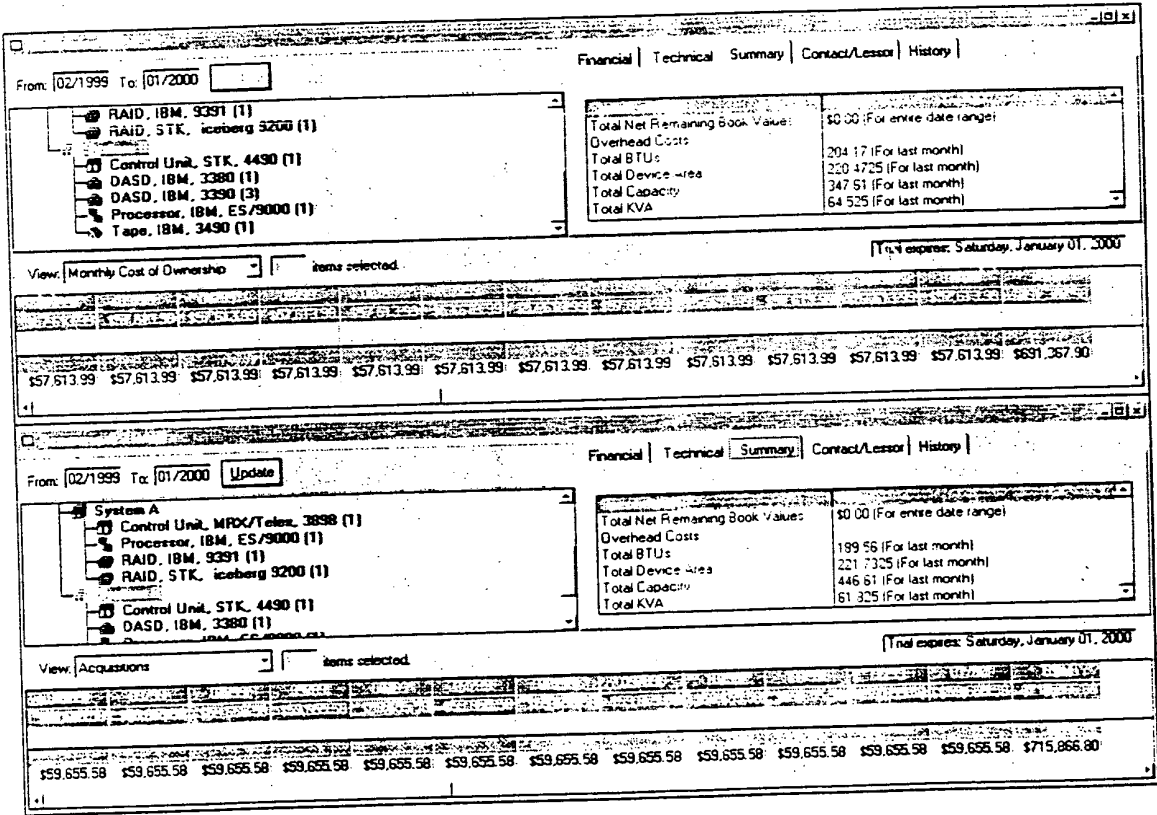 From: 02/1999 To: 01/2000
Financial Technical Summary Contact/Lessor History
RAID, IBM, 9391 (1)
RAID, STK, iceberg 9200 (1)
Control Unit, STK, 4490 (1)
DASD, IBM, 3380 (1)
DASD, IBM, 3390 (3)
Processor, IBM, ES/9000 (1)
Tape, IBM, 3490 (1)
Total Net Remaining Book Values $0.00 (For entire date range)
Overhead Costs
Total BTUs 204.17 (For last month)
Total Device Area 220.4725 (For last month)
Total Capacity 347.61 (For last month)
Total KVA 64.525 (For last month)
Trial expires: Saturday, January 01, 2000
View: Monthly Cost of Ownership items selected.
$57,613.99 $57,613.99 $57,613.99 $57,613.99 $57,613.99 $57,613.99 $57,613.99 $57,613.99 $57,613.99 $57,613.99 $57,613.99 $57,613.99 $691,367.90
From: 02/1999 To: 01/2000 Update
Financial Technical Summary Contact/Lessor History
System A
Control Unit, MRX/Telex, 3898 (1)
Processor, IBM, ES/9000 (1)
RAID, IBM, 9391 (1)
RAID, STK, iceberg 9200 (1)
Control Unit, STK, 4490 (1)
DASD, IBM, 3380 (1)
Total Net Remaining Book Values $0.00 (For entire date range)
Overhead Costs
Total BTUs 199.56 (For last month)
Total Device Area 221.7325 (For last month)
Total Capacity 446.61 (For last month)
Total KVA 61.825 (For last month)
Trial expires: Saturday, January 01, 2000
View: Acquisitions items selected.
$59,655.58 $59,655.58 $59,655.58 $59,655.58 $59,655.58 $59,655.58 $59,655.58 $59,655.58 $59,655.58 $59,655.58 $59,655.58 $59,655.58 $715,866.80